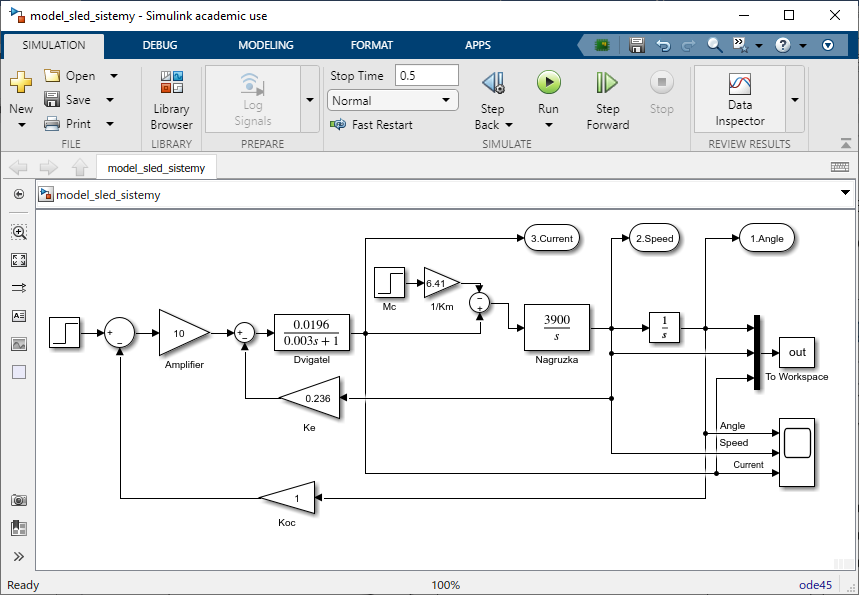 model_sled_sistemy - Simulink academic use
SIMULATION DEBUG MODELING FORMAT APPS
New
Open
Save
Print
FILE
Library
Browser
LIBRARY
Log
Signals
PREPARE
Stop Time 0.5
Normal
Fast Restart
Step
Back
Run
Step
Forward
Stop
SIMULATE
Data
Inspector
REVIEW RESULTS
model_sled_sistemy
model_sled_sistemy
3.Current
2.Speed
1.Angle
Mc
6.41
1/Km
10
Amplifier
0.0196
0.003s + 1
Dvigatel
3900
s
Nagruzka
1
s
out
To Workspace
0.236
Ke
Angle
Speed
Current
1
Koc
Ready 100% ode45